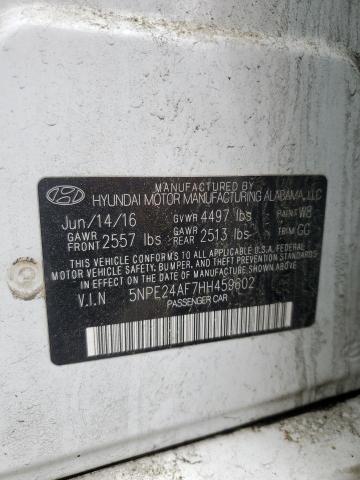 MANUFACTURED BY
HYUNDAI MOTOR MANUFACTURING ALABAMA, LLC
Jun/14/16 GVWR 4497 lbs PAINT W8
GAWR FRONT 2557 lbs GAWR REAR 2513 lbs TRIM GG
THIS VEHICLE CONFORMS TO ALL APPLICABLE U.S.A. FEDERAL
MOTOR VEHICLE SAFETY, BUMPER, AND THEFT PREVENTION
STANDARDS IN EFFECT ON THE DATE OF MANUFACTURE SHOWN ABOVE.
V.I.N 5NPE24AF7HH459602
PASSENGER CAR